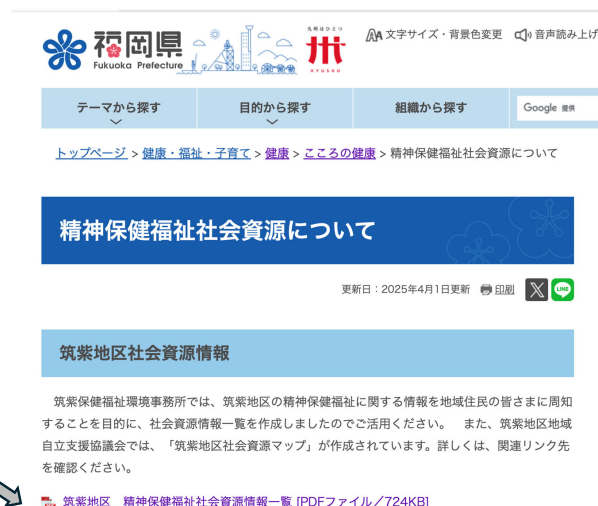 福岡県
Fukuoka Prefecture
九州はひとつ
KYUSHU
文字サイズ・背景色変更 音声読み上げ
テーマから探す 目的から探す 組織から探す Google 提供
トップページ > 健康・福祉・子育て > 健康 > こころの健康 > 精神保健福祉社会資源について
精神保健福祉社会資源について
更新日：2025年4月1日更新 印刷 X LINE
筑紫地区社会資源情報
筑紫保健福祉環境事務所では、筑紫地区の精神保健福祉に関する情報を地域住民の皆さまに周知
することを目的に、社会資源情報一覧を作成しましたのでご活用ください。 また、筑紫地区地域
自立支援協議会では、「筑紫地区社会資源マップ」が作成されています。詳しくは、関連リンク先
を確認ください。
筑紫地区 精神保健福祉社会資源情報一覧 [PDFファイル／724KB]